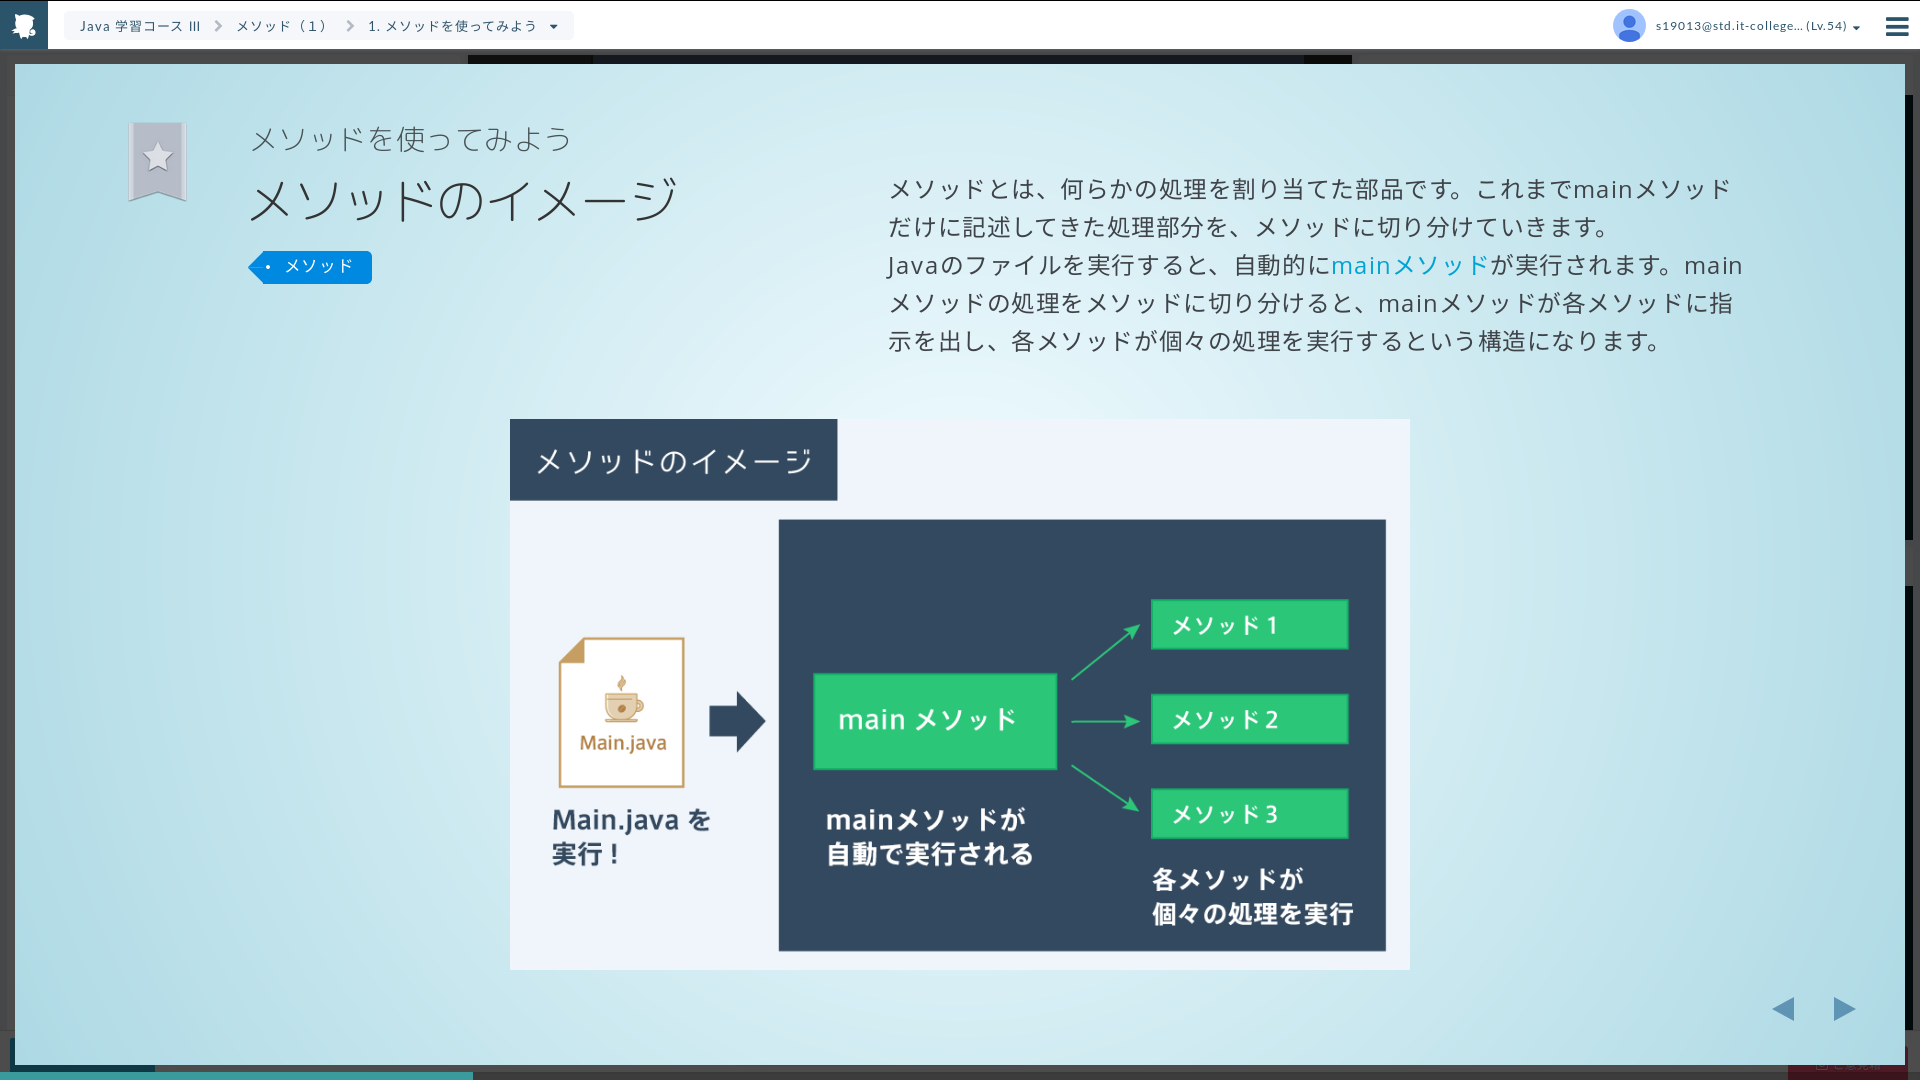 Java 学習コース III
メソッド（１）
1. メソッドを使ってみよう
s19013@std.it-college... (Lv.54)
メソッドを使ってみよう
メソッドのイメージ
メソッド
メソッドとは、何らかの処理を割り当てた部品です。これまでmainメソッド
だけに記述してきた処理部分を、メソッドに切り分けていきます。
Javaのファイルを実行すると、自動的にmainメソッドが実行されます。main
メソッドの処理をメソッドに切り分けると、mainメソッドが各メソッドに指
示を出し、各メソッドが個々の処理を実行するという構造になります。
メソッドのイメージ
Main.java
Main.java を
実行！
main メソッド
mainメソッドが
自動で実行される
メソッド１
メソッド２
メソッド３
各メソッドが
個々の処理を実行